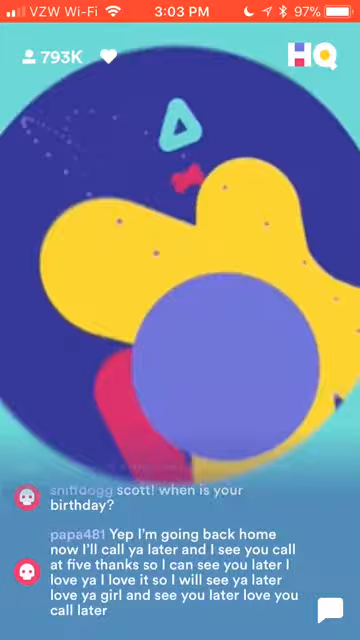 VZW Wi-Fi 3:03 PM 97%
793K HQ
sniffdogg scott! when is your
birthday?
papa481 Yep I'm going back home
now I'll call ya later and I see you call
at five thanks so I can see you later I
love ya I love it so I will see ya later
love ya girl and see you later love you
call later